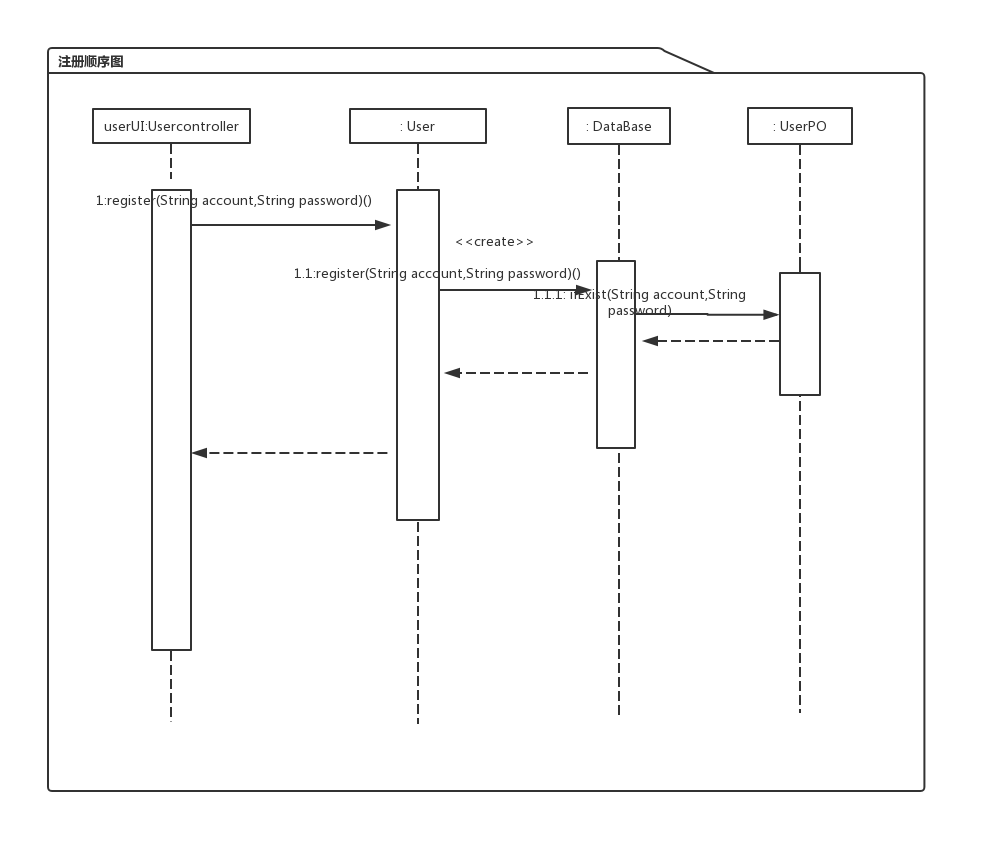 注册顺序图
userUI:Usercontroller
: User
: DataBase
: UserPO
1:register(String account,String password)()
<<create>>
1.1:register(String account,String password)()
1.1.1: ifExist(String account,String
password)